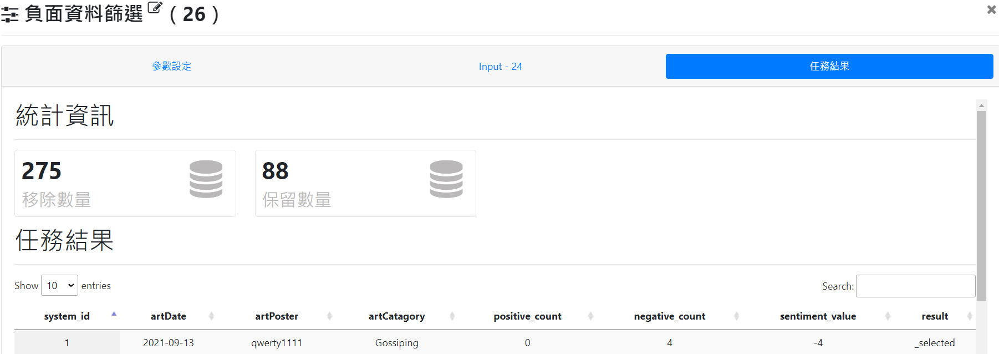 負面資料篩選 ( 26 )
參數設定 Input - 24 任務結果
統計資訊
275 88
移除數量 保留數量
任務結果
Show 10 entries Search:
system_id artDate artPoster artCatagory positive_count negative_count sentiment_value result
1 2021-09-13 qwerty1111 Gossiping 0 4 -4 _selected